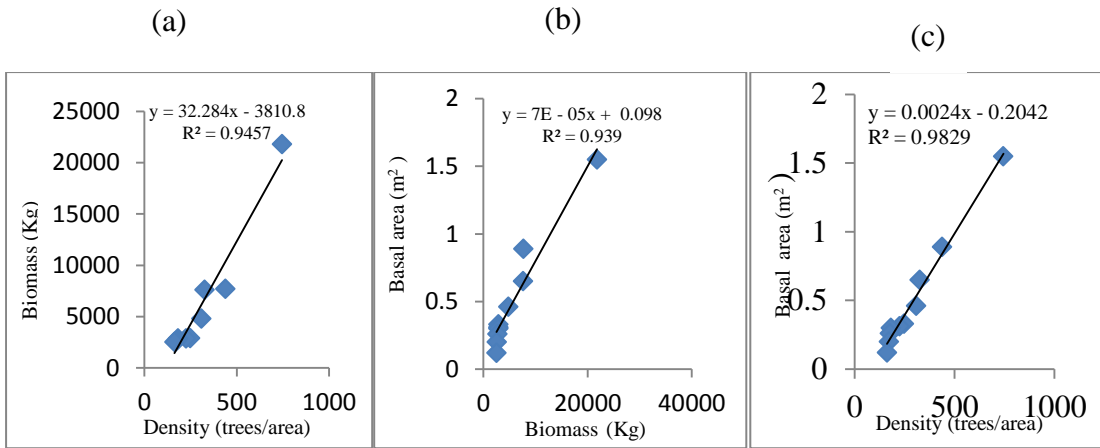 (a)
(b)
(c)
y = 32.284x - 3810.8
R² = 0.9457
25000
20000
15000
10000
5000
0
0
500
1000
Biomass (Kg)
Density (trees/area)
y = 7E - 05x + 0.098
R² = 0.939
2
1.5
1
0.5
0
0
20000
40000
Basal area (m²)
Biomass (Kg)
y = 0.0024x - 0.2042
R² = 0.9829
2
1.5
1
0.5
0
0
500
1000
Basal area (m²)
Density (trees/area)